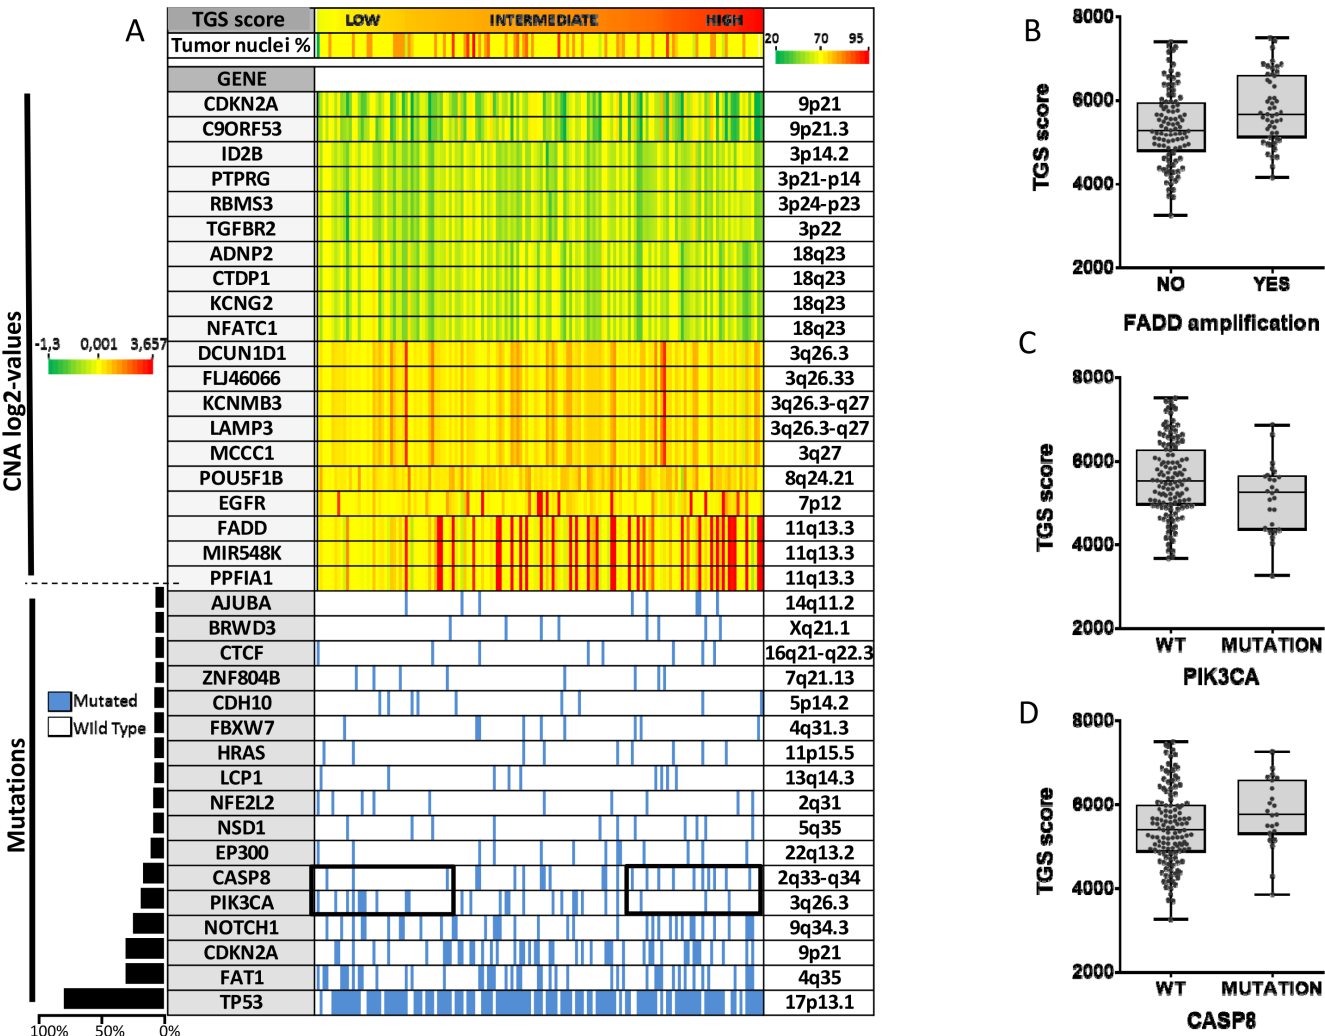 A
TGS score LOW INTERMEDIATE HIGH
Tumor nuclei % 20 70 95
GENE
CDKN2A 9p21
C9ORF53 9p21.3
ID2B 3p14.2
PTPRG 3p21-p14
RBMS3 3p24-p23
TGFBR2 3p22
ADNP2 18q23
CTDP1 18q23
KCNG2 18q23
NFATC1 18q23
DCUN1D1 3q26.3
FLJ46066 3q26.33
KCNMB3 3q26.3-q27
LAMP3 3q26.3-q27
MCCC1 3q27
POU5F1B 8q24.21
EGFR 7p12
FADD 11q13.3
MIR548K 11q13.3
PPFIA1 11q13.3
AJUBA 14q11.2
BRWD3 Xq21.1
CTCF 16q21-q22.3
ZNF804B 7q21.13
CDH10 5p14.2
FBXW7 4q31.3
HRAS 11p15.5
LCP1 13q14.3
NFE2L2 2q31
NSD1 5q35
EP300 22q13.2
CASP8 2q33-q34
PIK3CA 3q26.3
NOTCH1 9q34.3
CDKN2A 9p21
FAT1 4q35
TP53 17p13.1
CNA log2-values
-1,3 0,001 3,657
Mutations
Mutated
Wild Type
100% 50% 0%
B
TGS score
8000
6000
4000
2000
NO YES
FADD amplification
C
TGS score
8000
6000
4000
2000
WT MUTATION
PIK3CA
D
TGS score
8000
6000
4000
2000
WT MUTATION
CASP8